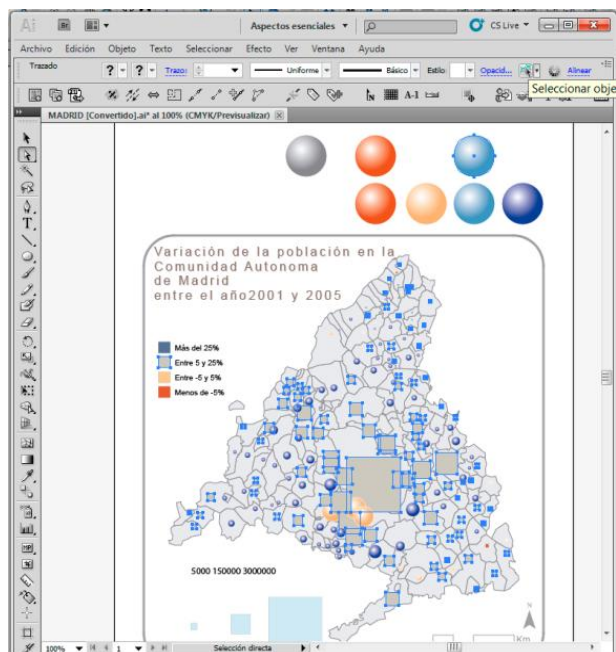 Ai Br Aspectos esenciales CS Live
Archivo Edición Objeto Texto Seleccionar Efecto Ver Ventana Ayuda
Trazado ? ? Trazo: Uniforme Básico Estilo: Opacid... Alinear
Seleccionar obje
A-1
MADRID [Convertido].ai* al 100% (CMYK/Previsualizar)
Variación de la población en la
Comunidad Autonoma
de Madrid
entre el año2001 y 2005
Más del 25%
Entre 5 y 25%
Entre -5 y 5%
Menos de -5%
5000 150000 3000000
N
Km
100% 1 Selección directa